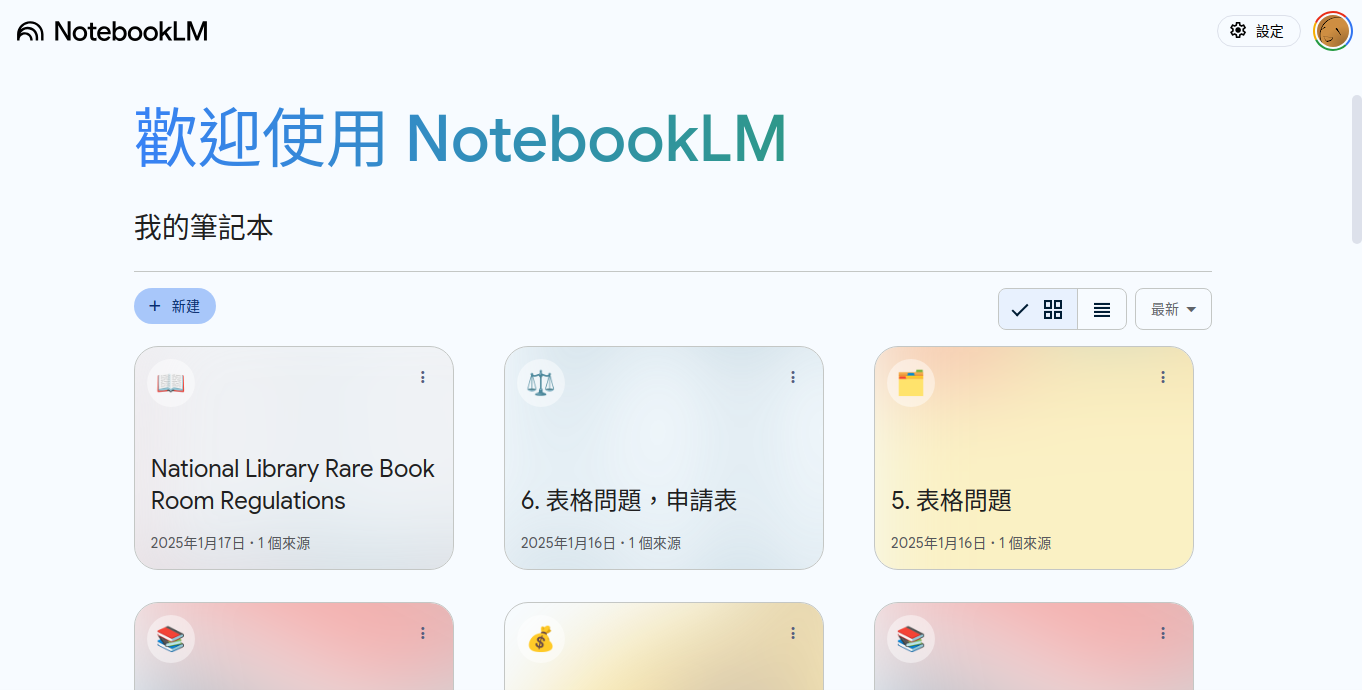 NotebookLM
設定
歡迎使用 NotebookLM
我的筆記本
新建
最新
National Library Rare Book
Room Regulations
2025年1月17日・1 個來源
6. 表格問題，申請表
2025年1月16日・1 個來源
5. 表格問題
2025年1月16日・1 個來源